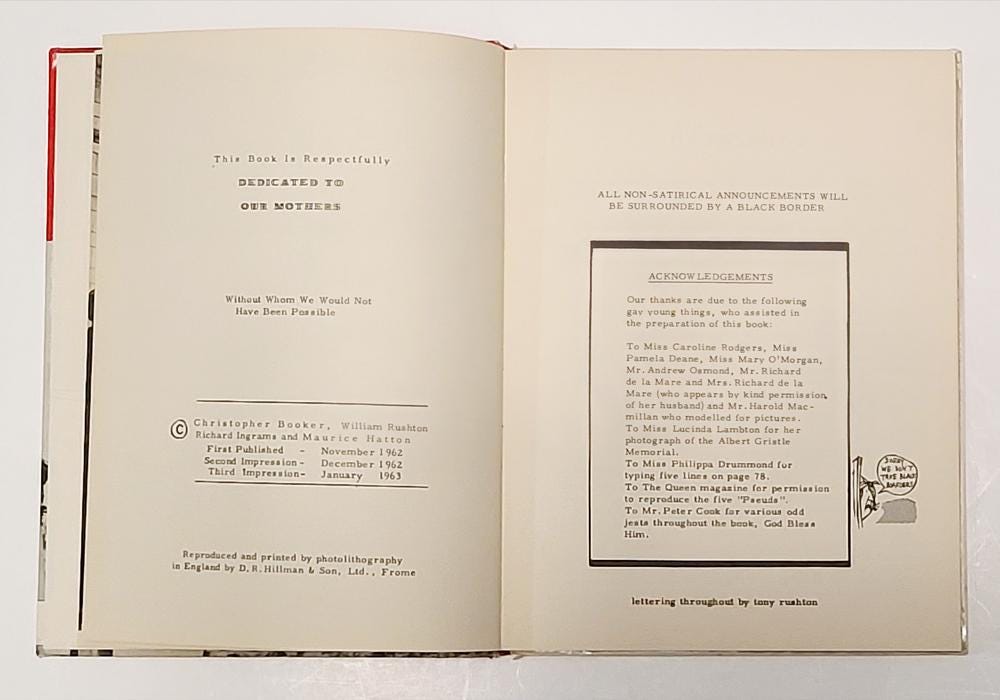 This Book Is Respectfully
DEDICATED TO
OUR MOTHERS
Without Whom We Would Not
Have Been Possible
© Christopher Booker, William Rushton
Richard Ingrams and Maurice Hatton
First Published - November 1962
Second Impression- December 1962
Third Impression- January 1963
Reproduced and printed by photolithography
in England by D.R.Hillman & Son, Ltd., Frome
ALL NON-SATIRICAL ANNOUNCEMENTS WILL
BE SURROUNDED BY A BLACK BORDER
ACKNOWLEDGEMENTS
Our thanks are due to the following
gay young things, who assisted in
the preparation of this book:
To Miss Caroline Rodgers, Miss
Pamela Deane, Miss Mary O'Morgan,
Mr. Andrew Osmond, Mr. Richard
de la Mare and Mrs. Richard de la
Mare (who appears by kind permission,
of her husband) and Mr. Harold Mac-
millan who modelled for pictures.
To Miss Lucinda Lambton for her
photograph of the Albert Gristle
Memorial.
To Miss Philippa Drummond for
typing five lines on page 78.
To The Queen magazine for permission
to reproduce the five "Pseuds".
To Mr. Peter Cook for various odd
jests throughout the book, God Bless
Him.
SORRY
WE DON'T
TAKE BLACK
BOARDERS
lettering throughout by tony rushton